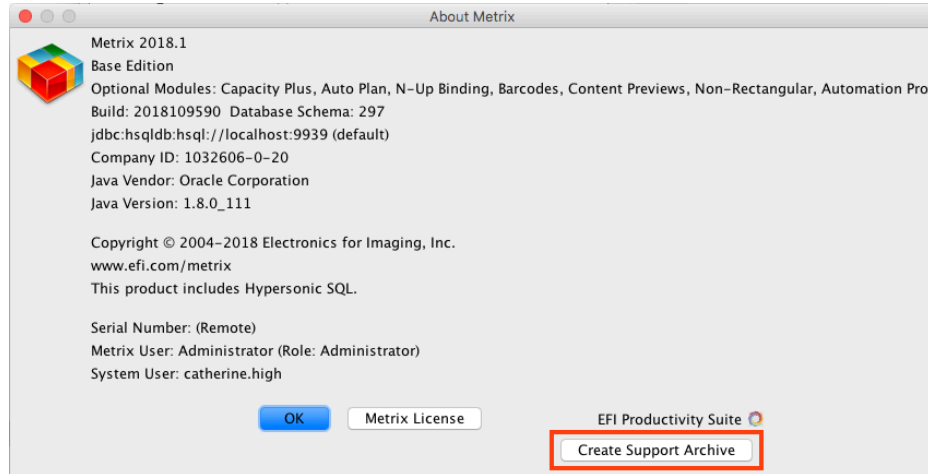 About Metrix
Metrix 2018.1
Base Edition
Optional Modules: Capacity Plus, Auto Plan, N-Up Binding, Barcodes, Content Previews, Non-Rectangular, Automation Pro
Build: 2018109590  Database Schema: 297
jdbc:hsqldb:hsql://localhost:9939 (default)
Company ID: 1032606-0-20
Java Vendor: Oracle Corporation
Java Version: 1.8.0_111
Copyright © 2004-2018 Electronics for Imaging, Inc.
www.efi.com/metrix
This product includes Hypersonic SQL.
Serial Number: (Remote)
Metrix User: Administrator (Role: Administrator)
System User: catherine.high
OK
Metrix License
EFI Productivity Suite
Create Support Archive